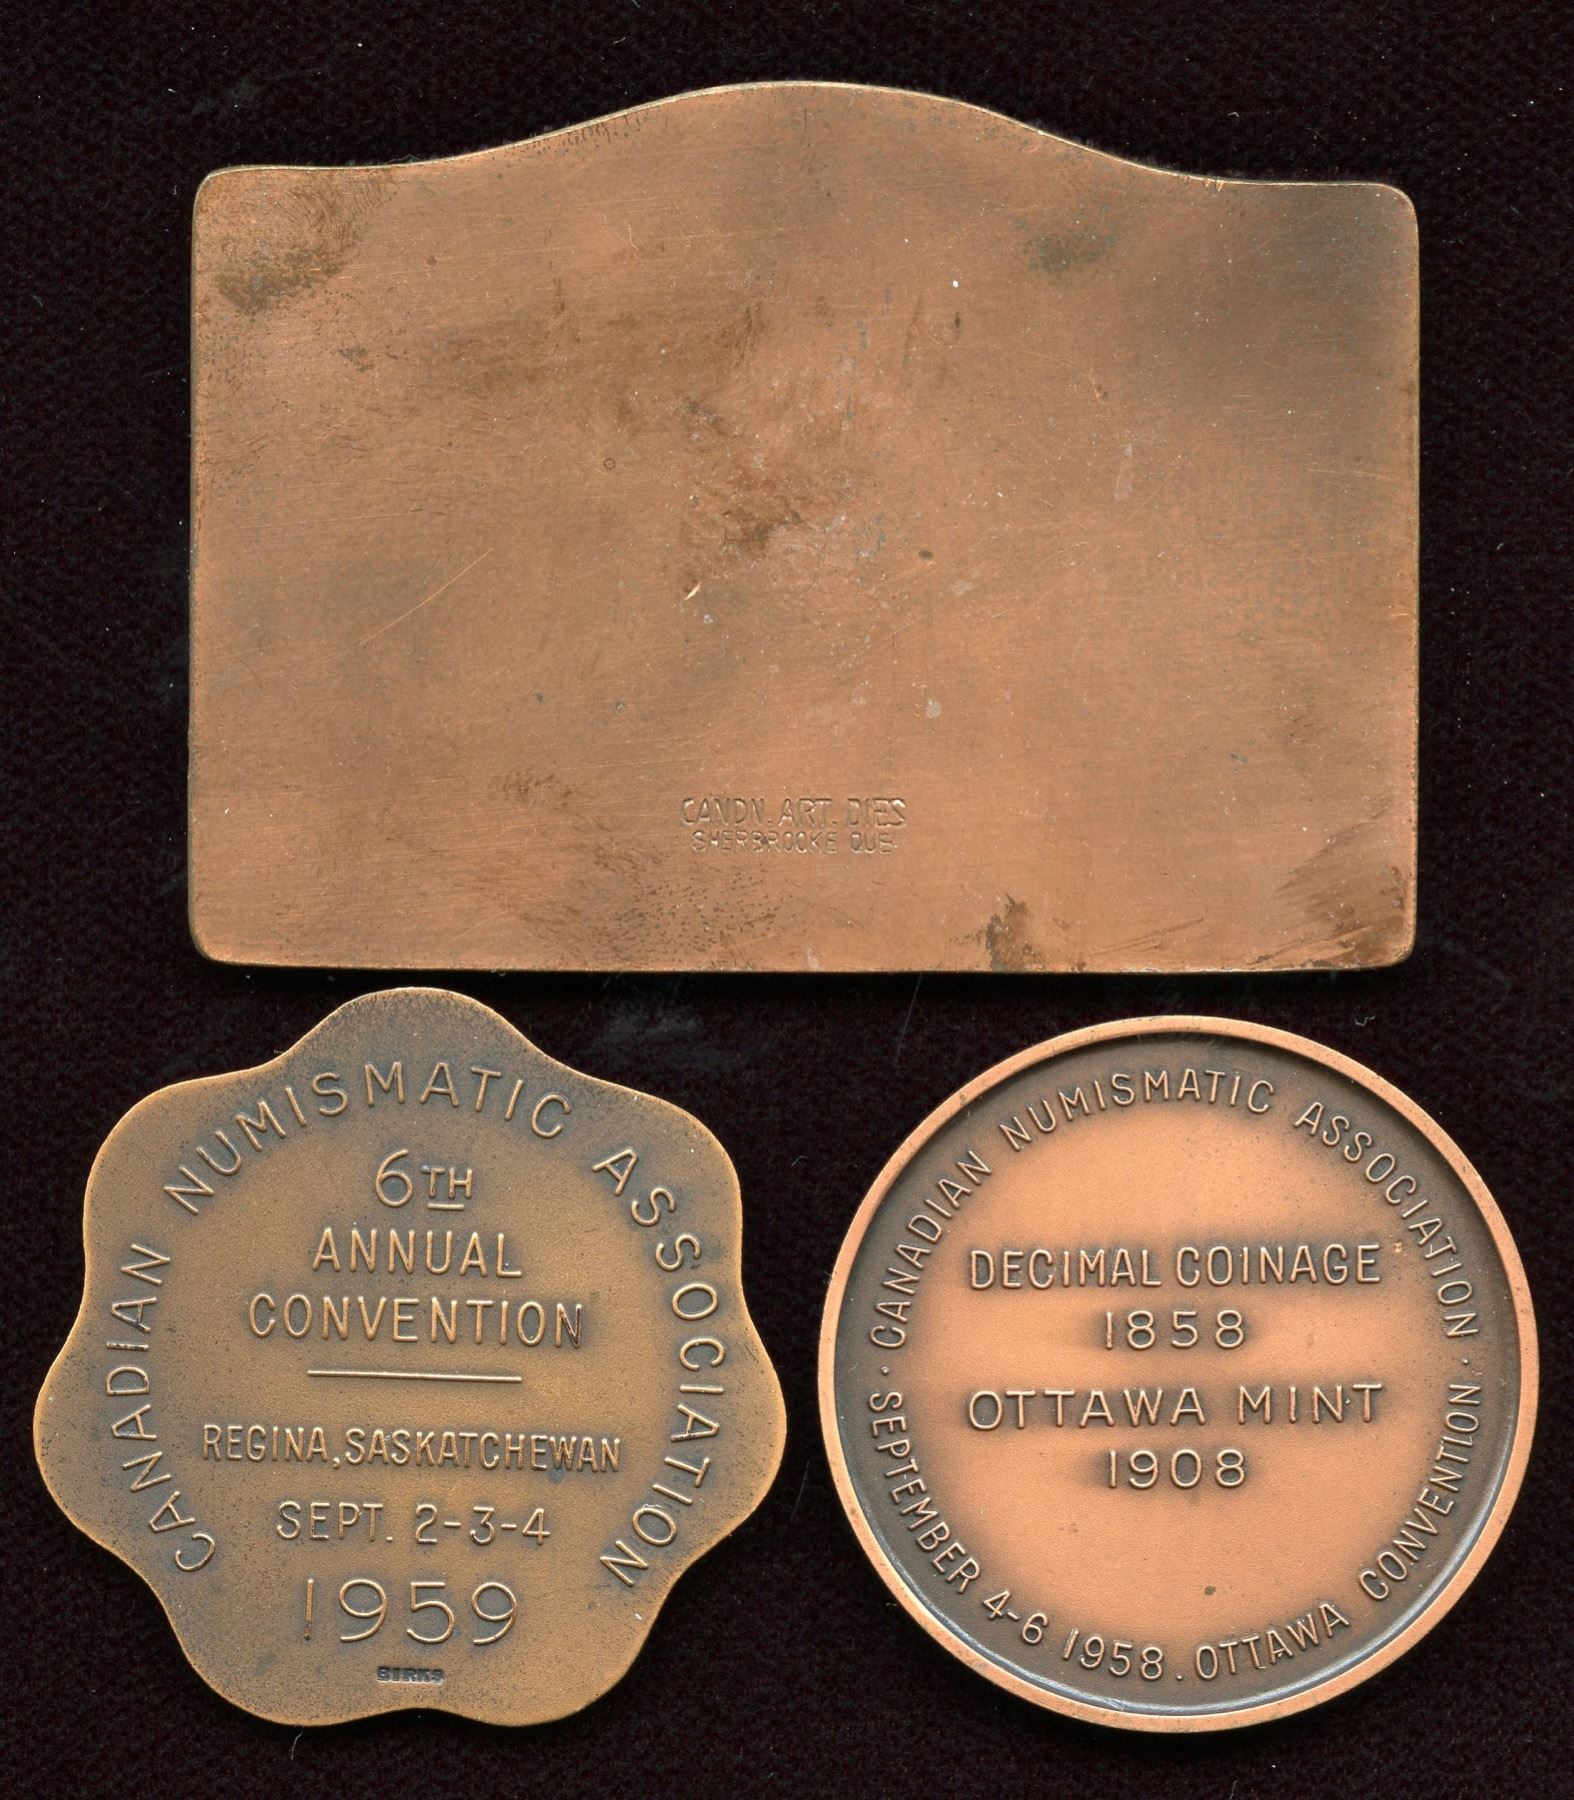 CANDN. ART. DIES
SHERBROOKE QUE.
CANADIAN NUMISMATIC ASSOCIATION
6TH
ANNUAL
CONVENTION
REGINA, SASKATCHEWAN
SEPT. 2-3-4
1959
BIRKS
· CANADIAN NUMISMATIC ASSOCIATION ·
DECIMAL COINAGE
1858
OTTAWA MINT
1908
SEPTEMBER 4-6 1958. OTTAWA CONVENTION